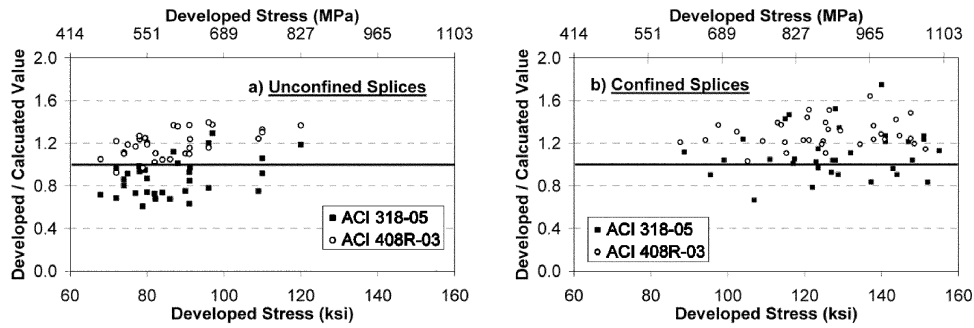 Developed Stress (MPa)
414 551 689 827 965 1103
Developed / Calcuated Value
2.0
1.6
1.2
0.8
0.4
0.0
a) Unconfined Splices
■ ACI 318-05
○ ACI 408R-03
60 80 100 120 140 160
Developed Stress (ksi)
Developed Stress (MPa)
414 551 689 827 965 1103
Developed / Calcuated Value
2.0
1.6
1.2
0.8
0.4
0.0
b) Confined Splices
■ ACI 318-05
○ ACI 408R-03
60 80 100 120 140 160
Developed Stress (ksi)